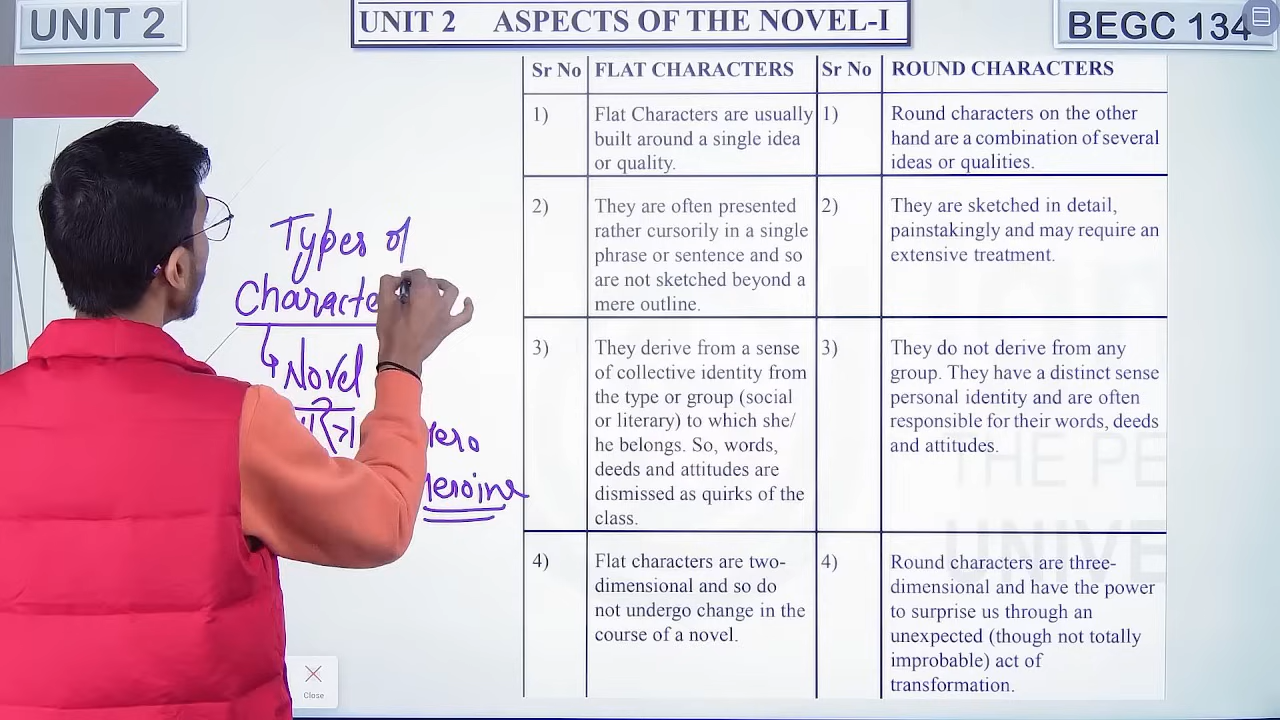 UNIT 2
UNIT 2 ASPECTS OF THE NOVEL-I
BEGC 134
Types of
Characte
Novel
ero
eroine
Sr No FLAT CHARACTERS Sr No ROUND CHARACTERS
1) Flat Characters are usually
built around a single idea
or quality.
1) Round characters on the other
hand are a combination of several
ideas or qualities.
2) They are often presented
rather cursorily in a single
phrase or sentence and so
are not sketched beyond a
mere outline.
2) They are sketched in detail,
painstakingly and may require an
extensive treatment.
3) They derive from a sense
of collective identity from
the type or group (social
or literary) to which she/
he belongs. So, words,
deeds and attitudes are
dismissed as quirks of the
class.
3) They do not derive from any
group. They have a distinct sense
personal identity and are often
responsible for their words, deeds
and attitudes.
4) Flat characters are two-
dimensional and so do
not undergo change in the
course of a novel.
4) Round characters are three-
dimensional and have the power
to surprise us through an
unexpected (though not totally
improbable) act of
transformation.
THE PE
UNIVE
Close